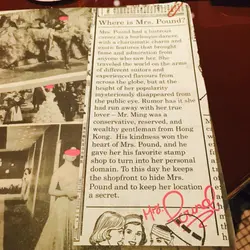 Where is Mrs. Pound?
Mrs. Pound had a lustrous
career as a burlesque dancer,
with a charismatic charm and
exotic features that brought
fame and admiration from
anyone who saw her. She
traveled the world on the arms
of different suitors and
experienced flavours from
across the globe, but at the
height of her popularity
mysteriously disappeared from
the public eye. Rumor has it she
had run away with her true
lover – Mr. Ming was a
conservative, reserved, and
wealthy gentleman from Hong
Kong. His kindness won the
heart of Mrs. Pound, and he
gave her his favorite stamp
shop to turn into her personal
domain. To this day he keeps
the shopfront to hide Mrs.
Pound and to keep her location
a secret.
Mrs. Pound